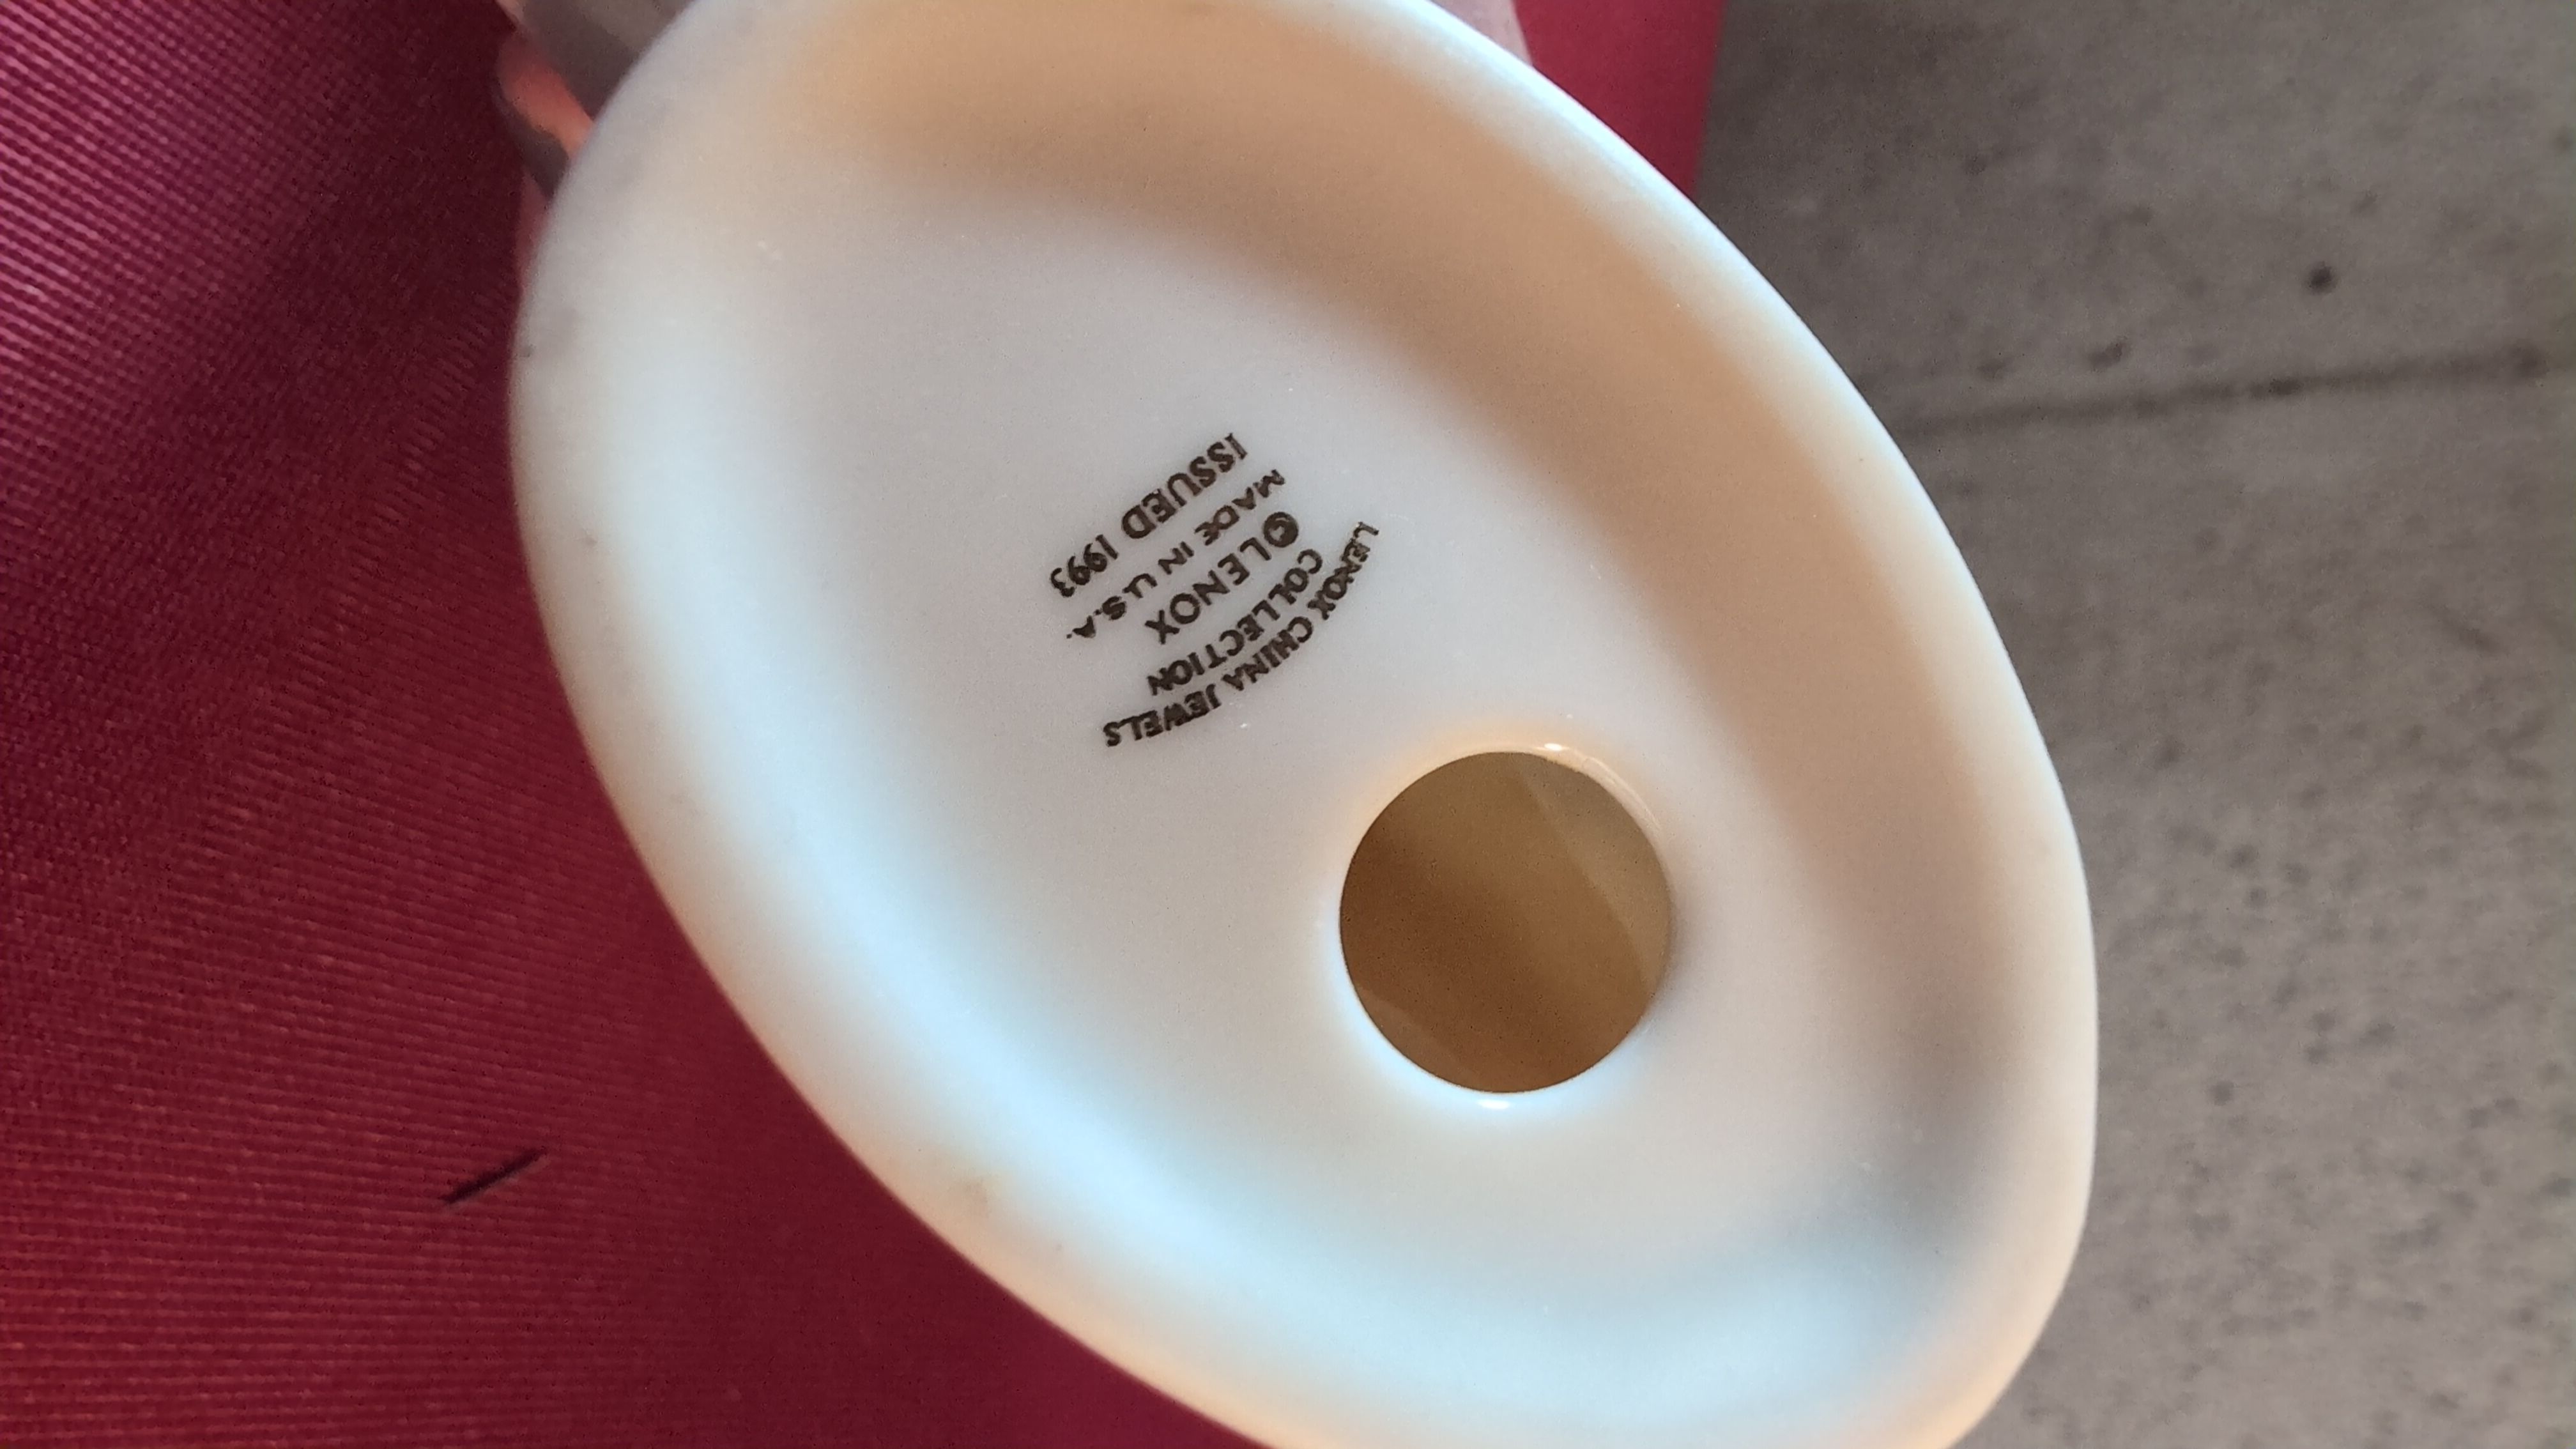 LENOX CHINA JEWELS
COLLECTION
©LENOX
MADE IN U.S.A.
ISSUED 1993